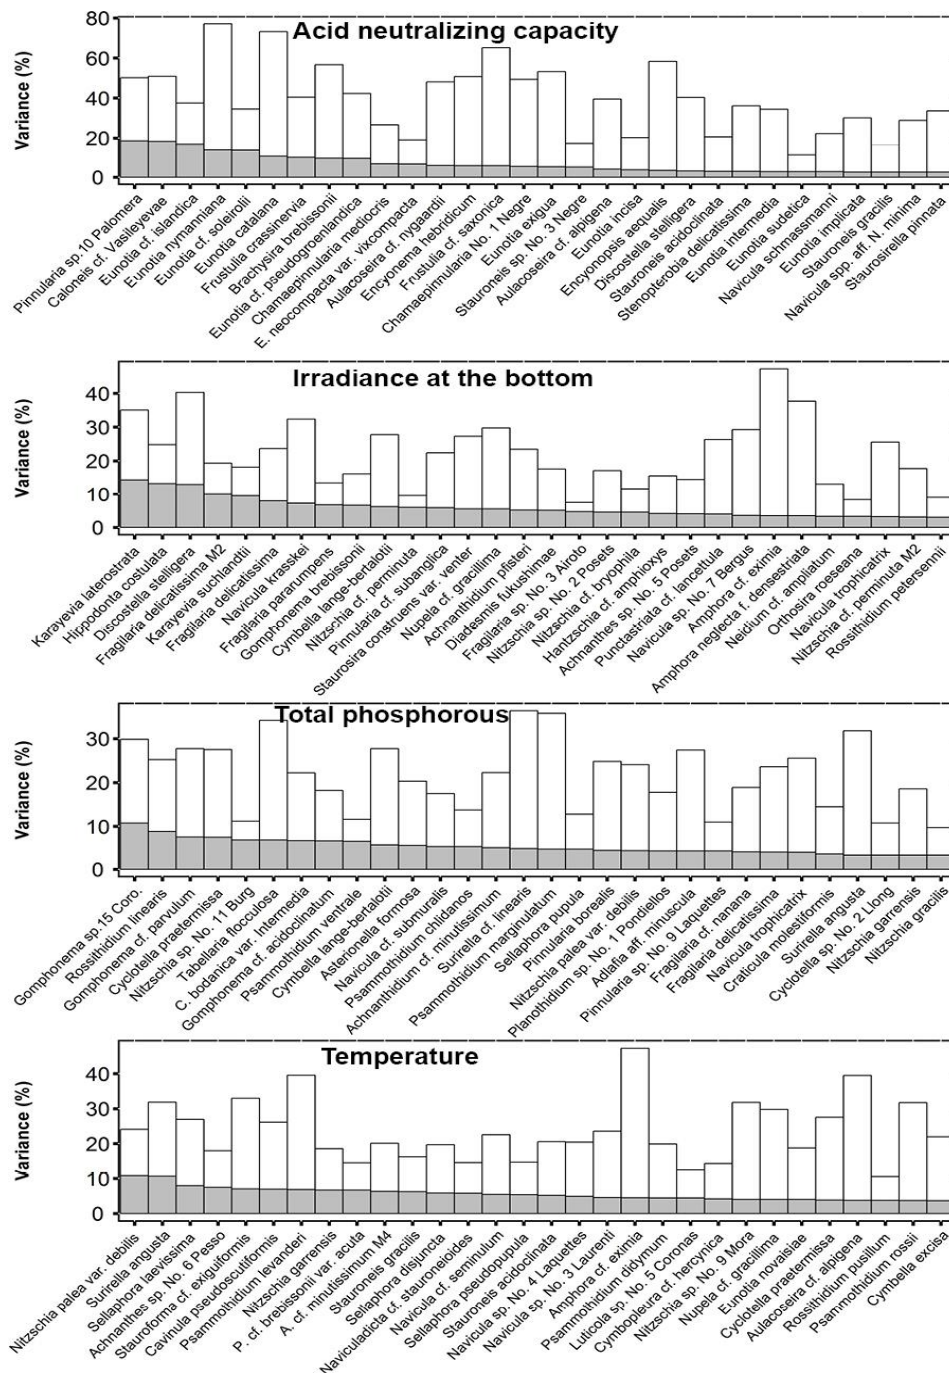 Acid neutralizing capacity
Variance (%)
80
60
40
20
0
Pinnularia sp.10 Palomera
Caloneis cf. Vasileyevae
Eunotia cf. islandica
Eunotia nymanniana
Eunotia cf. soleirolii
Eunotia catalana
Frustulia crassinervia
Brachysira brebissonii
Eunotia cf. pseudogroenlandica
Chamaepinnularia mediocris
E. neocompacta var. vixcompacta
Aulacoseira cf. nygaardii
Encyonema hebridicum
Frustulia cf. saxonica
Chamaepinnularia No. 1 Negre
Eunotia exigua
Stauroneis sp. No. 3 Negre
Aulacoseira cf. alpigena
Eunotia incisa
Encyonopsis aequalis
Discostella stelligera
Stauroneis acidoclinata
Stenopterobia delicatissima
Eunotia intermedia
Eunotia sudetica
Navicula schmassmanni
Eunotia implicata
Stauroneis gracilis
Navicula spp. aff. N. minima
Staurosirella pinnata
Irradiance at the bottom
Variance (%)
40
30
20
10
0
Karayevia laterostrata
Hippodonta costulata
Discostella stelligera
Fragilaria delicatissima M2
Karayevia suchlandtii
Fragilaria delicatissima
Navicula krasskei
Fragilaria pararumpens
Gomphonema brebissonii
Cymbella lange-bertalotii
Nitzschia cf. perminuta
Pinnularia cf. subanglica
Staurosira construens var. venter
Nupela cf. gracillima
Achnanthidium pfisteri
Diadesmis fukushimae
Fragilaria sp. No. 3 Airoto
Nitzschia sp. No. 2 Posets
Nitzschia cf. bryophila
Hantzschia cf. amphioxys
Achnanthes sp. No. 5 Posets
Punctastriata cf. lancettula
Navicula sp. No. 7 Bergus
Amphora cf. eximia
Amphora neglecta f. densestriata
Neidium cf. ampliatum
Orthosira roeseana
Navicula tropicatrix
Nitzschia cf. perminuta M2
Rossithidium petersennii
Total phosphorous
Variance (%)
30
20
10
0
Gomphonema sp.15 Coro.
Rossithidium linearis
Gomphonema cf. parvulum
Cyclotella praetermissa
Nitzschia sp. No. 11 Burg
Tabellaria flocculosa
C. bodanica var. Intermedia
Gomphonema cf. acidoclinatum
Psammothidium ventrale
Cymbella lange-bertalotii
Asterionella formosa
Navicula cf. submuralis
Psammothidium chlidanos
Achnanthidium cf. minutissimum
Surirella cf. linearis
Psammothidium marginulatum
Sellaphora pupula
Pinnularia borealis
Nitzschia palea var. debilis
Planothidium sp. No. 1 Pondiellos
Adlafia aff. minuscula
Pinnularia sp. No. 9 Llaquettes
Fragilaria cf. nanana
Fragilaria delicatissima
Navicula tropicatrix
Craticula molestiformis
Surirella angusta
Cyclotella sp. No. 2 Llong
Nitzschia garrensis
Nitzschia gracilis
Temperature
Variance (%)
40
30
20
10
0
Nitzschia palea var. debilis
Surirella angusta
Sellaphora laevissima
Achnanthes sp. No. 6 Pesso
Stauroforma cf. exiguiformis
Cavinula pseudoscutiformis
Psammothidium levanderi
Nitzschia garrensis
P. cf. brebissonii var. acuta
A. cf. minutissimum M4
Stauroneis gracilis
Sellaphora disjuncta
Naviculadicta cf. stauroneioides
Navicula cf. seminulum
Sellaphora pseudopupula
Stauroneis acidoclinata
Navicula sp. No. 4 Laquettes
Navicula sp. No. 3 Laurenti
Amphora cf. eximia
Psammothidium didymum
Luticola sp. No. 5 Coronas
Cymbopleura cf. hercynica
Nitzschia sp. No. 9 Mora
Nupela cf. gracillima
Eunotia novaisiae
Cyclotella praetermissa
Aulacoseira cf. alpigena
Rossithidium pusillum
Psammothidium rossii
Cymbella excisa